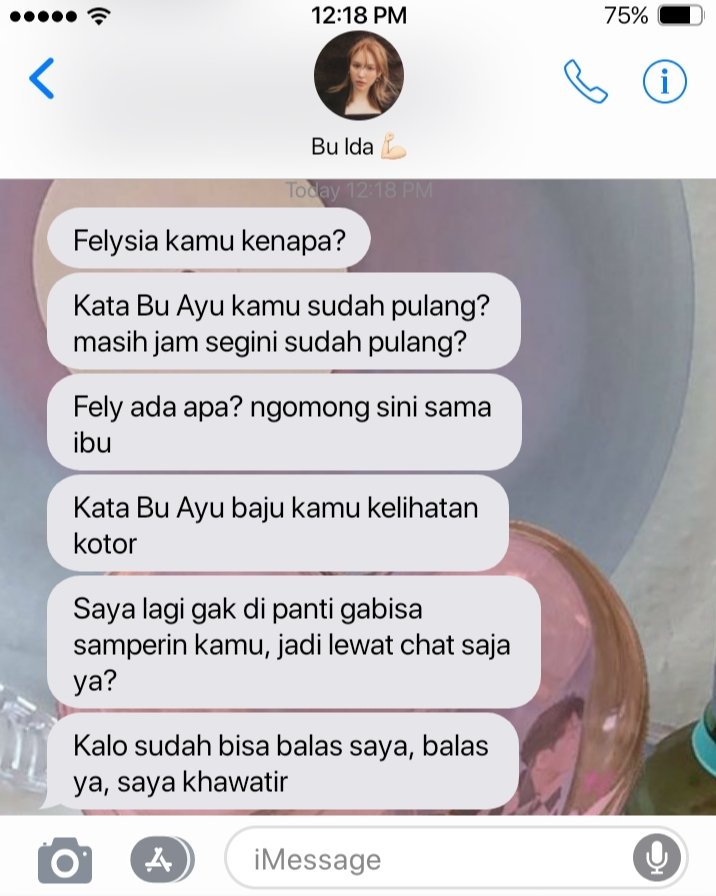 12:18 PM
75%
Bu Ida 💪🏻
Today 12:18 PM
Felysia kamu kenapa?
Kata Bu Ayu kamu sudah pulang?
masih jam segini sudah pulang?
Fely ada apa? ngomong sini sama
ibu
Kata Bu Ayu baju kamu kelihatan
kotor
Saya lagi gak di panti gabisa
samperin kamu, jadi lewat chat saja
ya?
Kalo sudah bisa balas saya, balas
ya, saya khawatir
iMessage